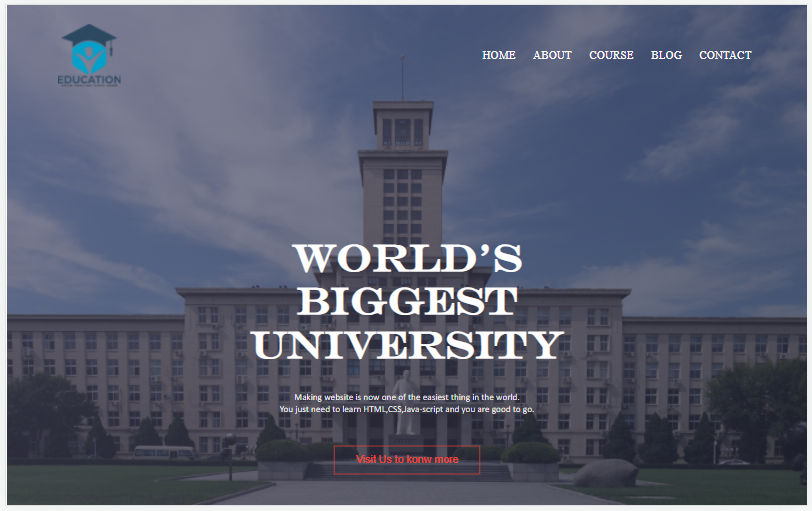 EDUCATION
HOME ABOUT COURSE BLOG CONTACT
WORLD'S
BIGGEST
UNIVERSITY
Making website is now one of the easiest thing in the world.
You just need to learn HTML,CSS,Java-script and you are good to go.
Visit Us to konw more